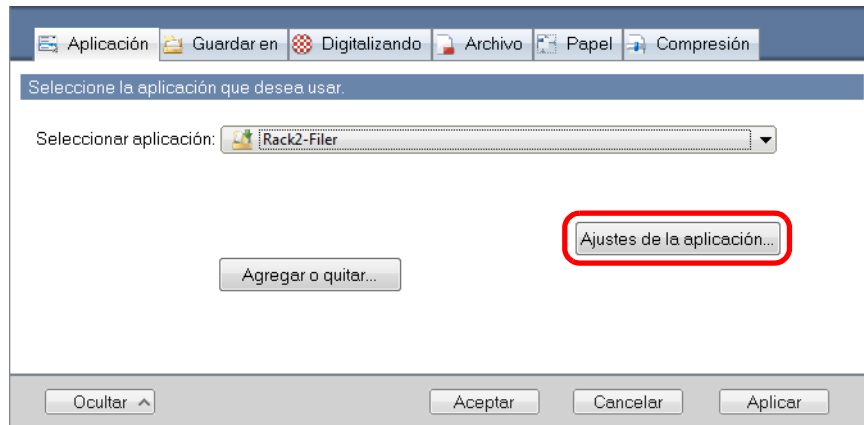 Aplicación Guardar en Digitalizando Archivo Papel Compresión
Seleccione la aplicación que desea usar.
Seleccionar aplicación: Rack2-Filer
Ajustes de la aplicación...
Agregar o quitar...
Ocultar Aceptar Cancelar Aplicar